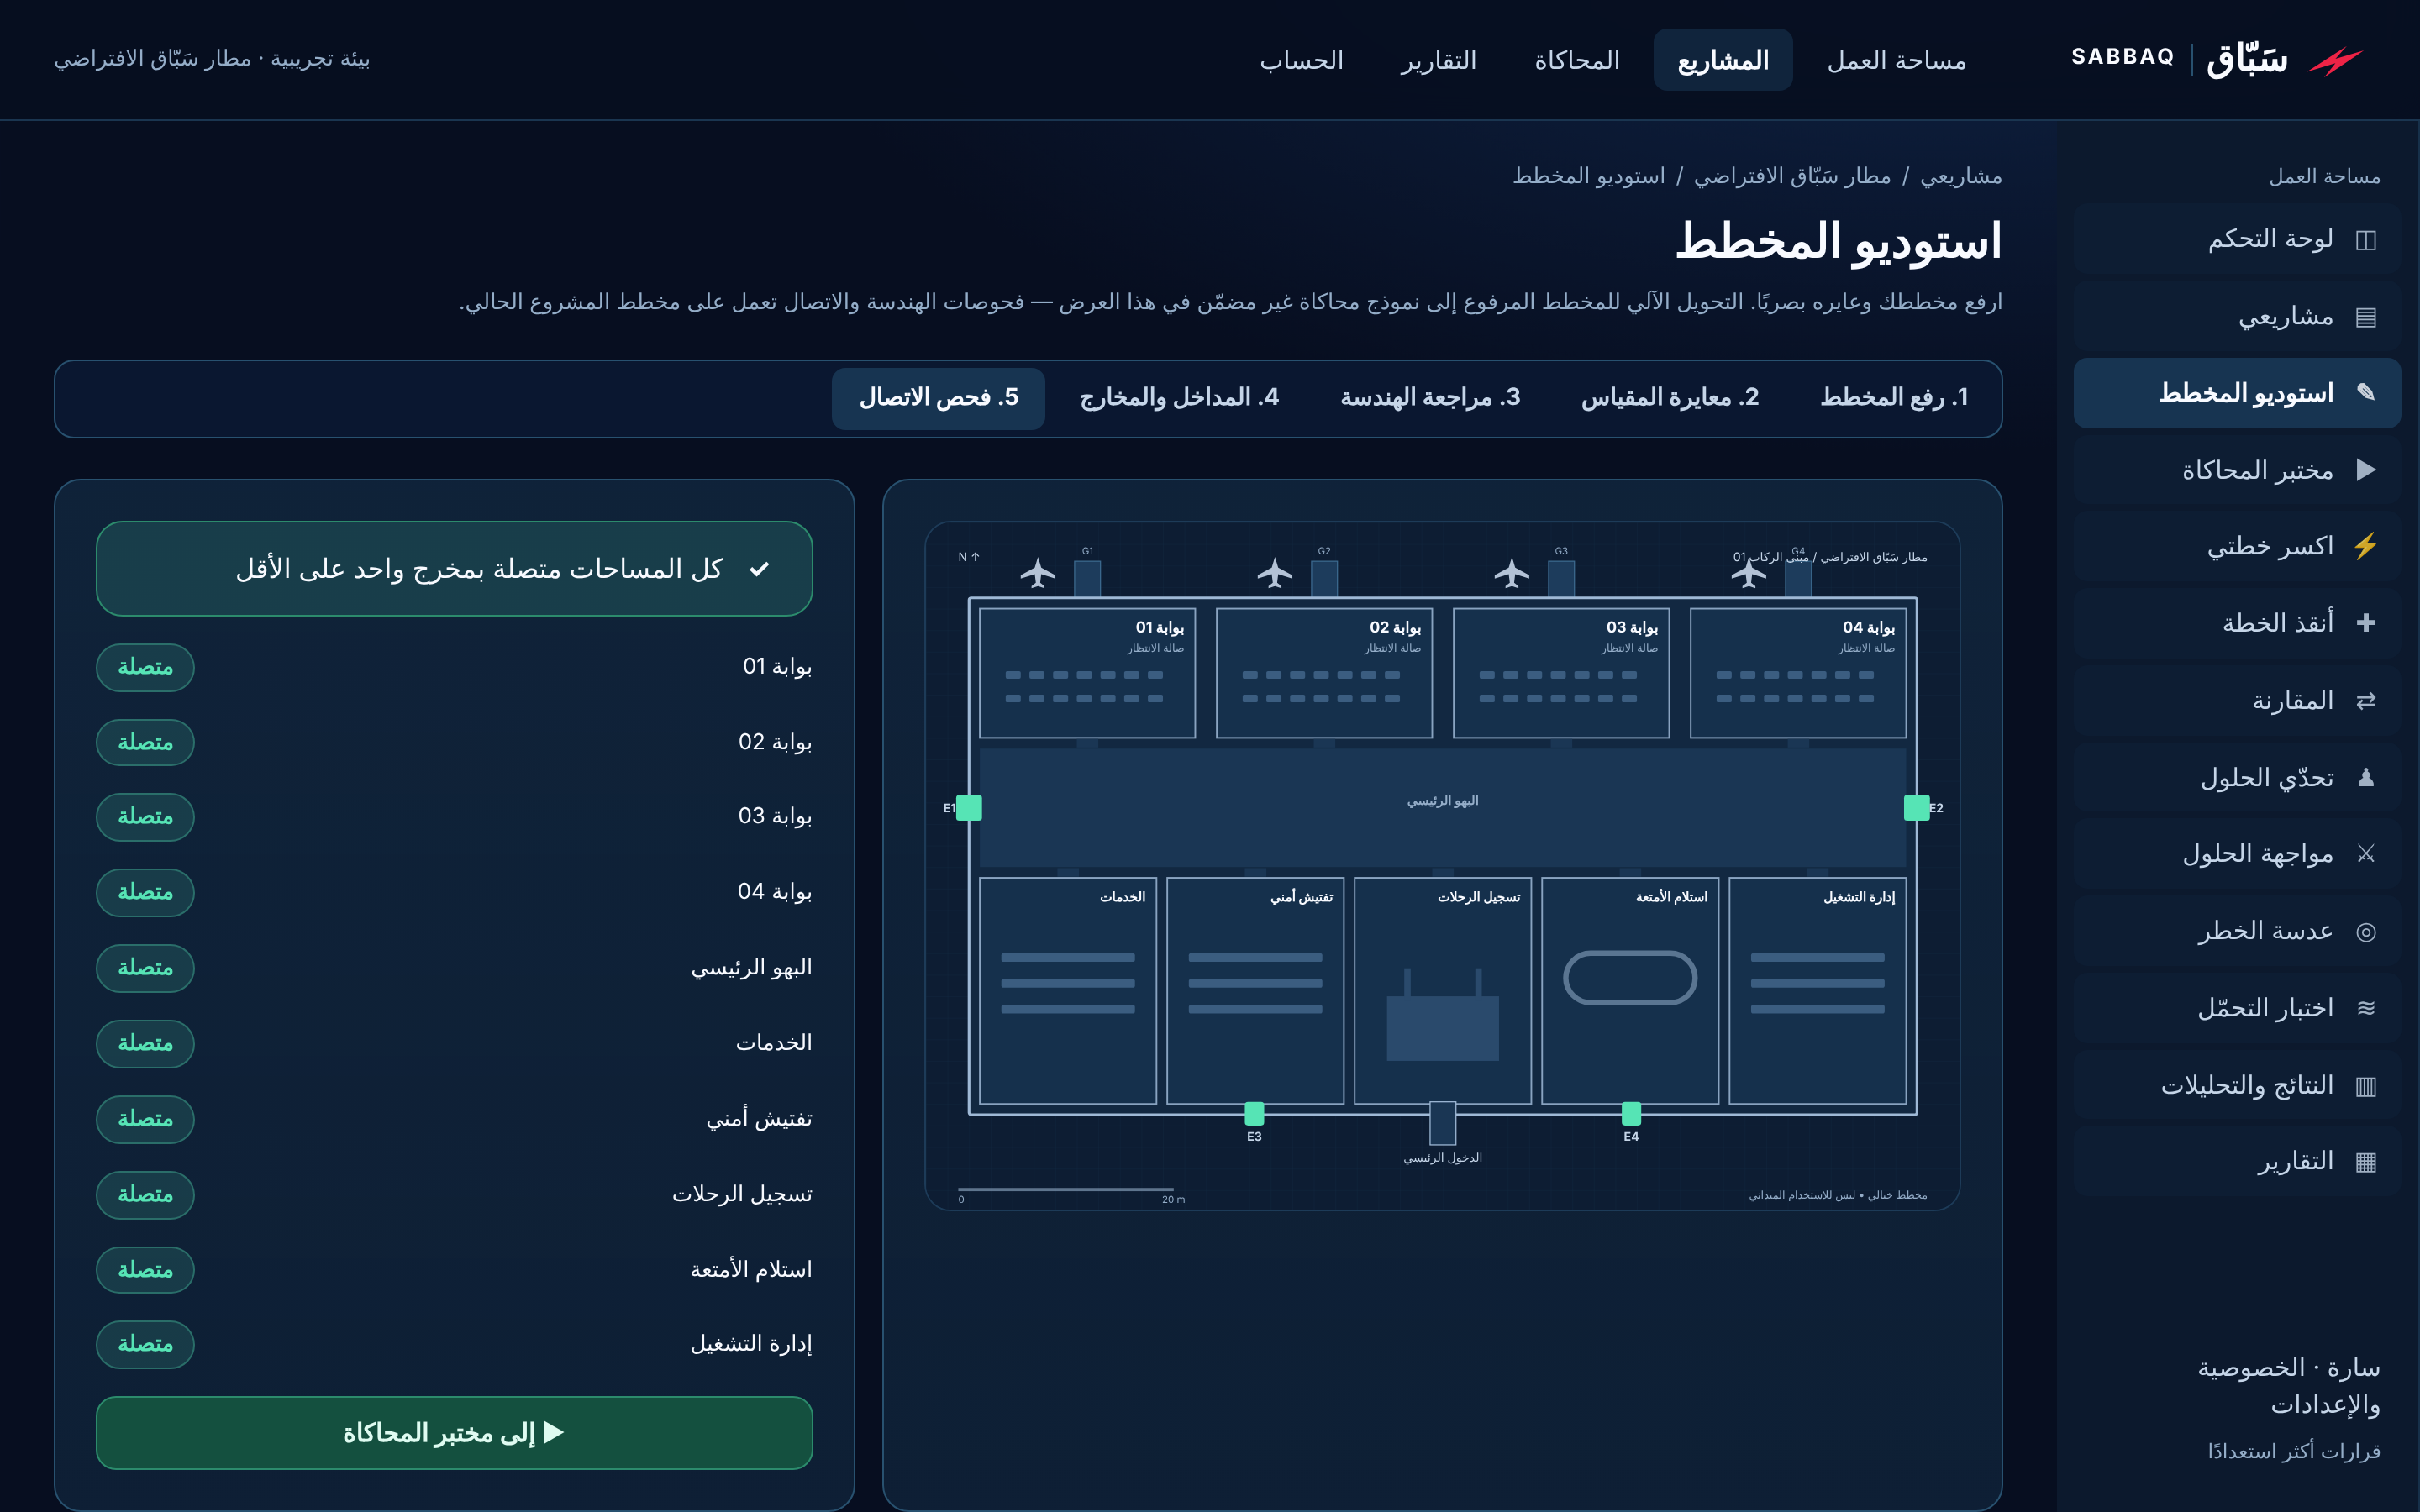 سَبّاق | SABBAQ
مساحة العمل
المشاريع
المحاكاة
التقارير
الحساب
بيئة تجريبية · مطار سَبّاق الافتراضي
مساحة العمل
لوحة التحكم
مشاريعي
استوديو المخطط
مختبر المحاكاة
اكسر خطتي
أنقذ الخطة
المقارنة
تحدّي الحلول
مواجهة الحلول
عدسة الخطر
اختبار التحمّل
النتائج والتحليلات
التقارير
سارة · الخصوصية
والإعدادات
قرارات أكثر استعدادًا
مشاريعي / مطار سَبّاق الافتراضي / استوديو المخطط
استوديو المخطط
ارفع مخططك وعايره بصريًا. التحويل الآلي للمخطط المرفوع إلى نموذج محاكاة غير مضمّن في هذا العرض — فحوصات الهندسة والاتصال تعمل على مخطط المشروع الحالي.
1. رفع المخطط
2. معايرة المقياس
3. مراجعة الهندسة
4. المداخل والمخارج
5. فحص الاتصال
مطار سَبّاق الافتراضي / مبنى الركاب 01
G4
G3
G2
G1
N ↑
بوابة 04
صالة الانتظار
بوابة 03
صالة الانتظار
بوابة 02
صالة الانتظار
بوابة 01
صالة الانتظار
البهو الرئيسي
E2
E1
إدارة التشغيل
استلام الأمتعة
تسجيل الرحلات
تفتيش أمني
الخدمات
E4
E3
الدخول الرئيسي
مخطط خيالي • ليس للاستخدام الميداني
0
20 m
✓ كل المساحات متصلة بمخرج واحد على الأقل
بوابة 01 متصلة
بوابة 02 متصلة
بوابة 03 متصلة
بوابة 04 متصلة
البهو الرئيسي متصلة
الخدمات متصلة
تفتيش أمني متصلة
تسجيل الرحلات متصلة
استلام الأمتعة متصلة
إدارة التشغيل متصلة
▶ إلى مختبر المحاكاة